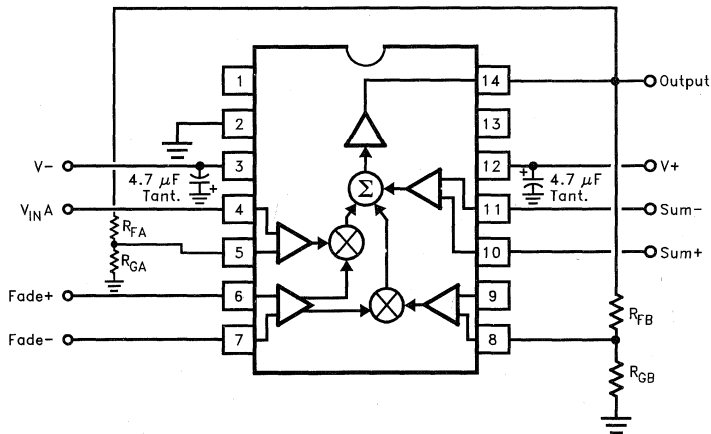 1 14 Output
2 13
V- 3 12 V+
4.7 μF + Tant.
+ 4.7 μF Tant.
V_IN A 4 11 Sum-
Σ
R_FA
5 10 Sum+
R_GA
Fade+ 6 9
R_FB
Fade- 7 8
R_GB